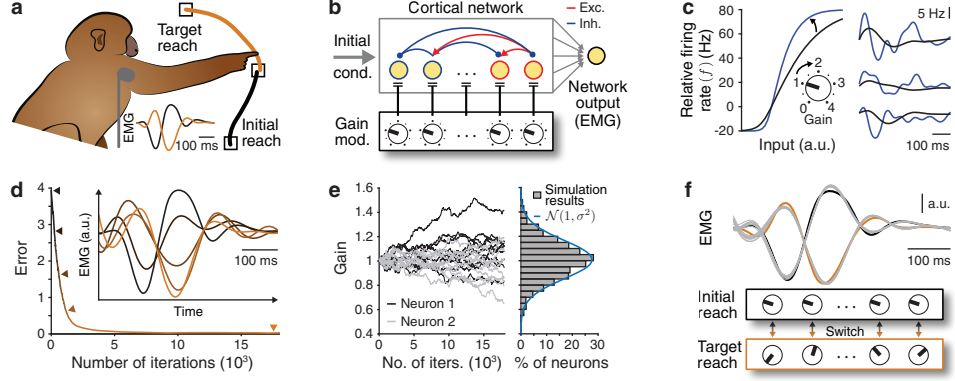 a
Target
reach
EMG
100 ms
Initial
reach
b
Cortical network
Exc.
Inh.
Initial
cond.
...
Network
output
(EMG)
Gain
mod.
...
...
c
Relative firing
rate (f) (Hz)
80
60
40
20
0
-20
Input (a.u.)
0
1
2
3
4
Gain
5 Hz
100 ms
d
Error
4
3
2
1
0
5
10
15
Number of iterations (10³)
EMG (a.u.)
Time
100 ms
e
Gain
1.6
1.4
1.2
1.0
0.8
0.6
0.4
Neuron 1
Neuron 2
0
5
10
15
No. of iters. (10³)
Simulation
results
N(1, σ²)
0
10
20
30
% of neurons
f
EMG
a.u.
100 ms
Initial
reach
...
Switch
...
Target
reach
...